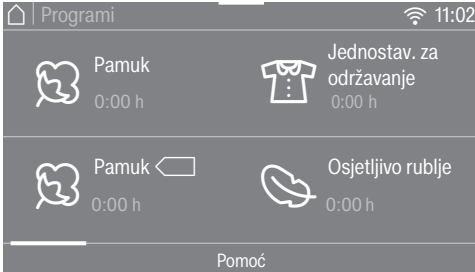 Programi
11:02
Pamuk
0:00 h
Jednostav. za
održavanje
0:00 h
Pamuk
0:00 h
Osjetljivo rublje
0:00 h
Pomoć